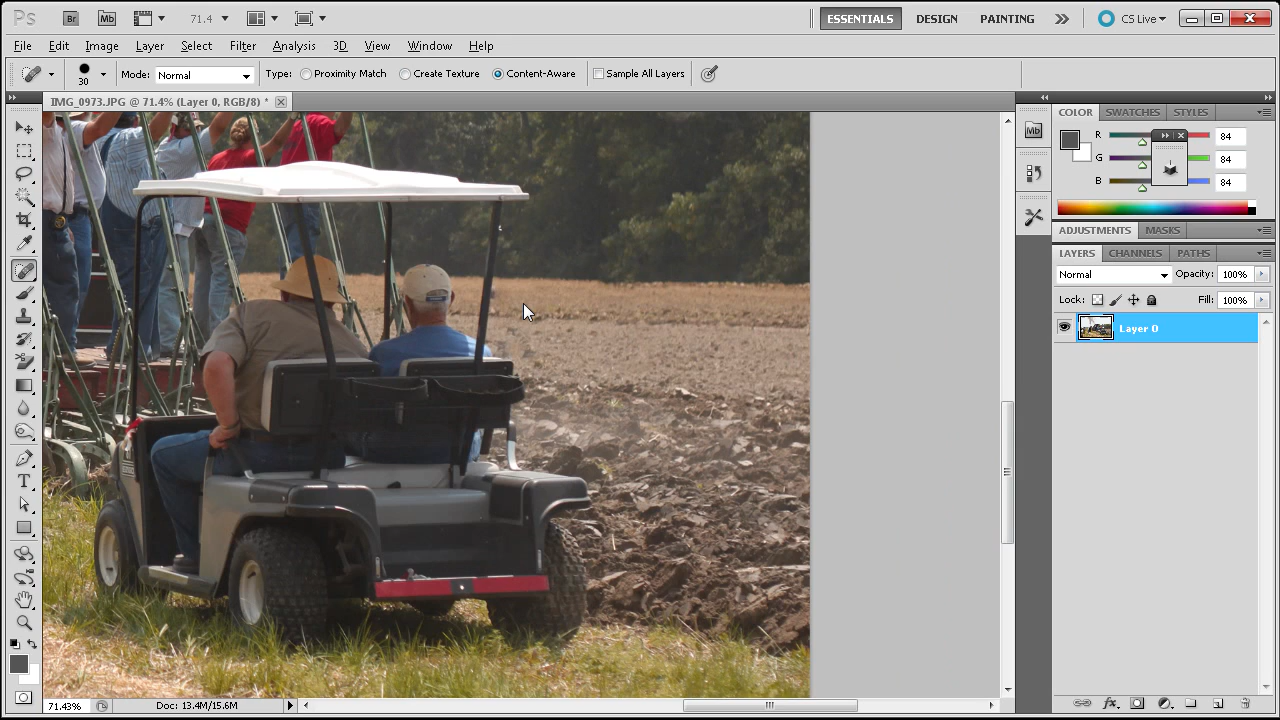 Ps Br Mb 71.4 ESSENTIALS DESIGN PAINTING CS Live
File Edit Image Layer Select Filter Analysis 3D View Window Help
30 Mode: Normal Type: Proximity Match Create Texture Content-Aware Sample All Layers
IMG_0973.JPG @ 71.4% (Layer 0, RGB/8) *
COLOR SWATCHES STYLES
Mb
R 84
G 84
B 84
ADJUSTMENTS MASKS
LAYERS CHANNELS PATHS
Normal Opacity: 100%
Lock: Fill: 100%
Layer 0
T
71.43% Doc: 13.4M/15.6M
fx